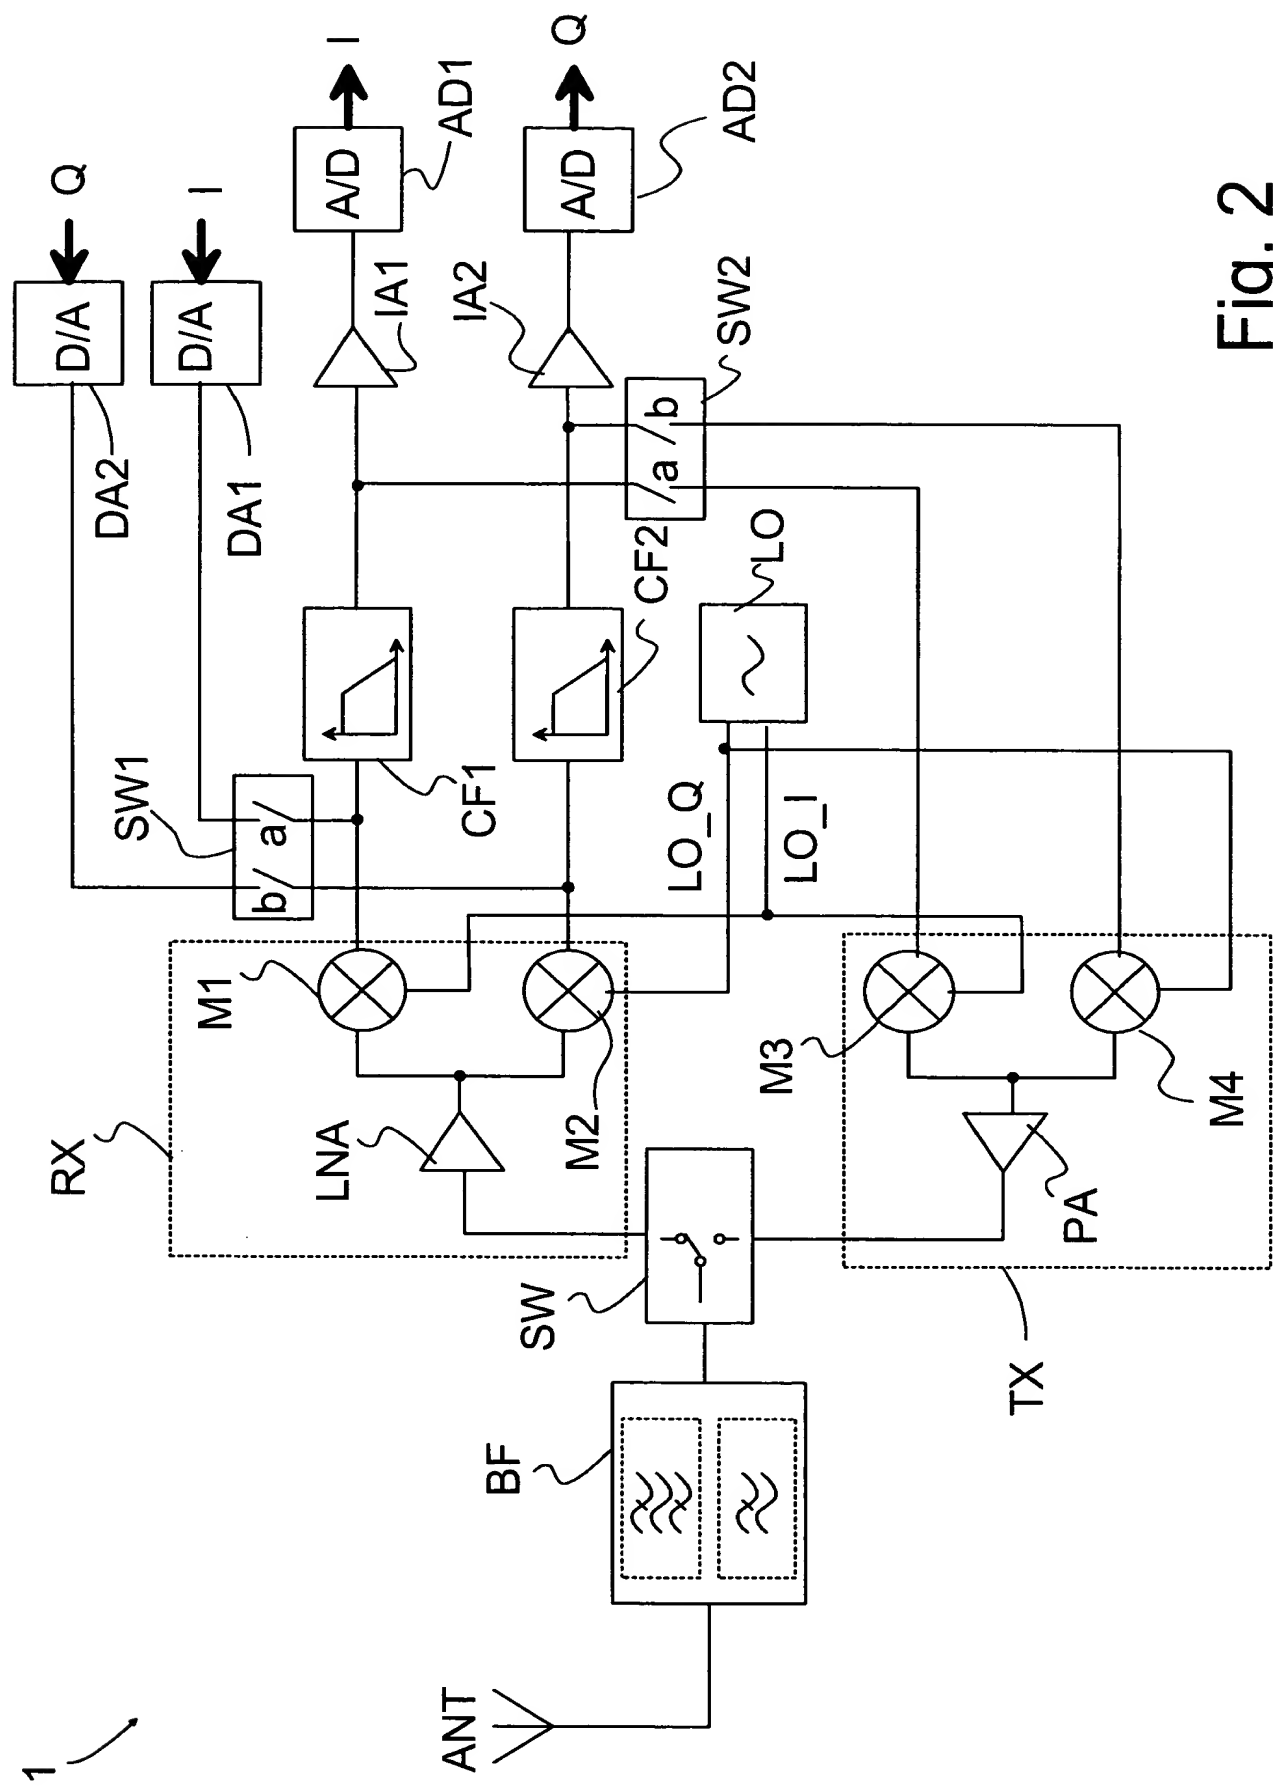 1
ANT
BF
SW
RX
LNA
M1
M2
SW1
b
a
DA2
DA1
D/A
D/A
Q
I
CF1
CF2
IA1
IA2
A/D
A/D
I
Q
AD1
AD2
SW2
a
b
LO
LO_Q
LO_I
M3
M4
PA
TX
Fig. 2